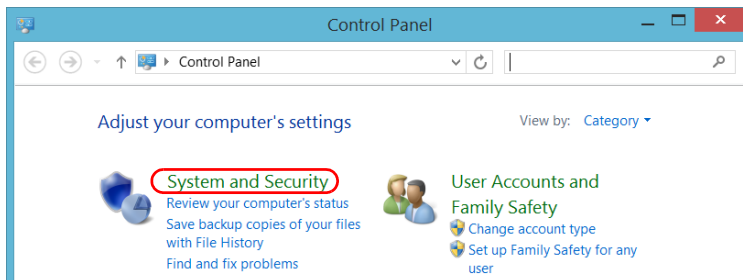 Control Panel
Control Panel
Adjust your computer's settings
View by: Category
System and Security
Review your computer's status
Save backup copies of your files
with File History
Find and fix problems
User Accounts and
Family Safety
Change account type
Set up Family Safety for any
user